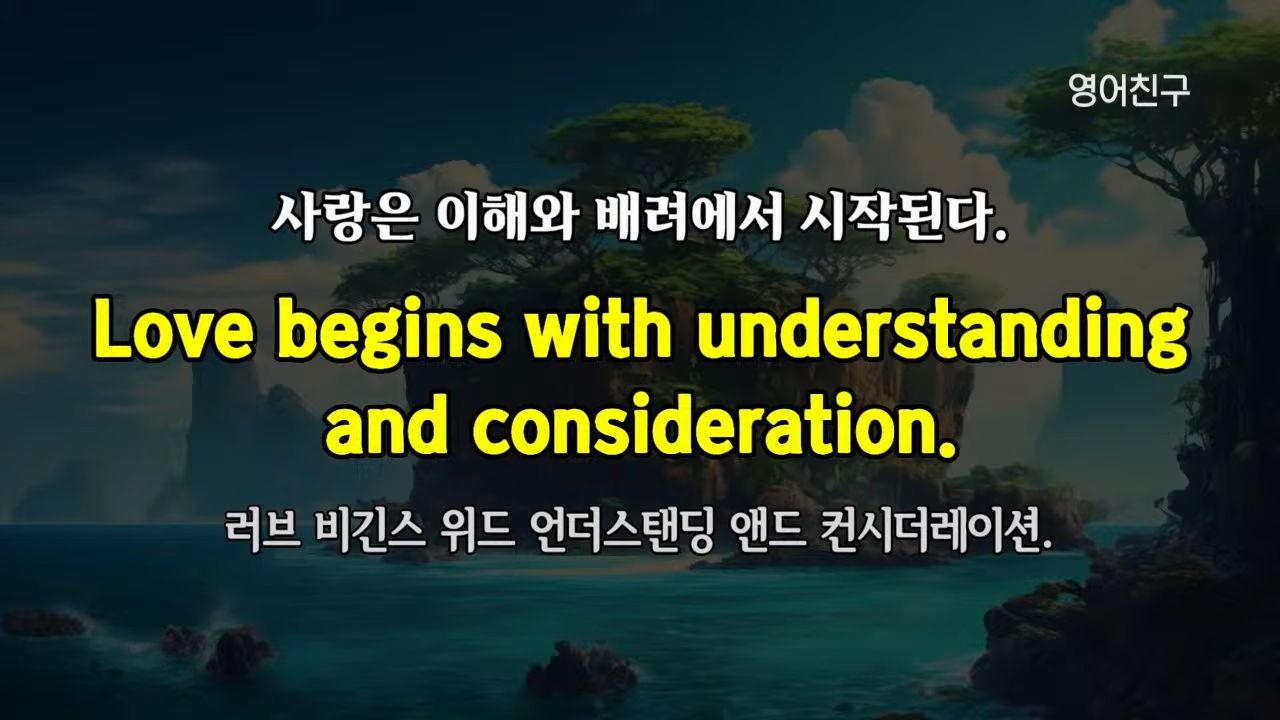 영어친구
사랑은 이해와 배려에서 시작된다.
Love begins with understanding
and consideration.
러브 비긴스 위드 언더스탠딩 앤드 컨시더레이션.